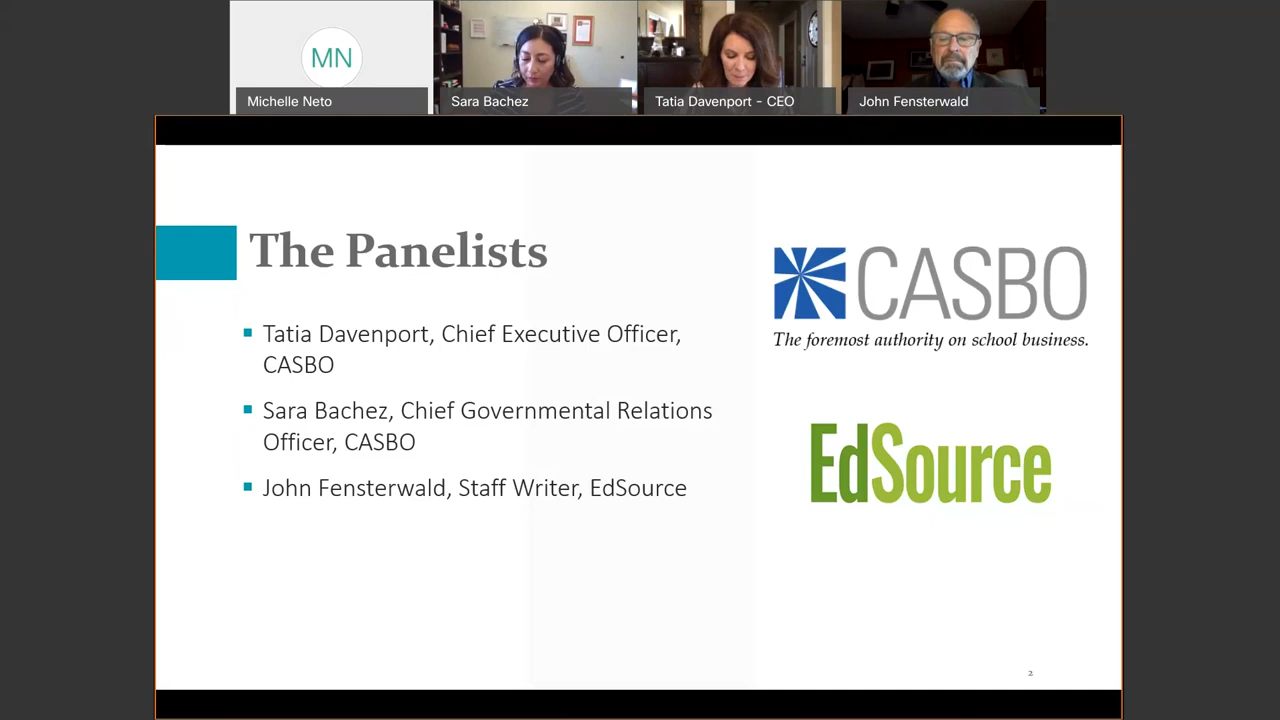 MN
Michelle Neto
Sara Bachez
Tatia Davenport - CEO
John Fensterwald
The Panelists
Tatia Davenport, Chief Executive Officer,
CASBO
Sara Bachez, Chief Governmental Relations
Officer, CASBO
John Fensterwald, Staff Writer, EdSource
CASBO
The foremost authority on school business.
EdSource
2